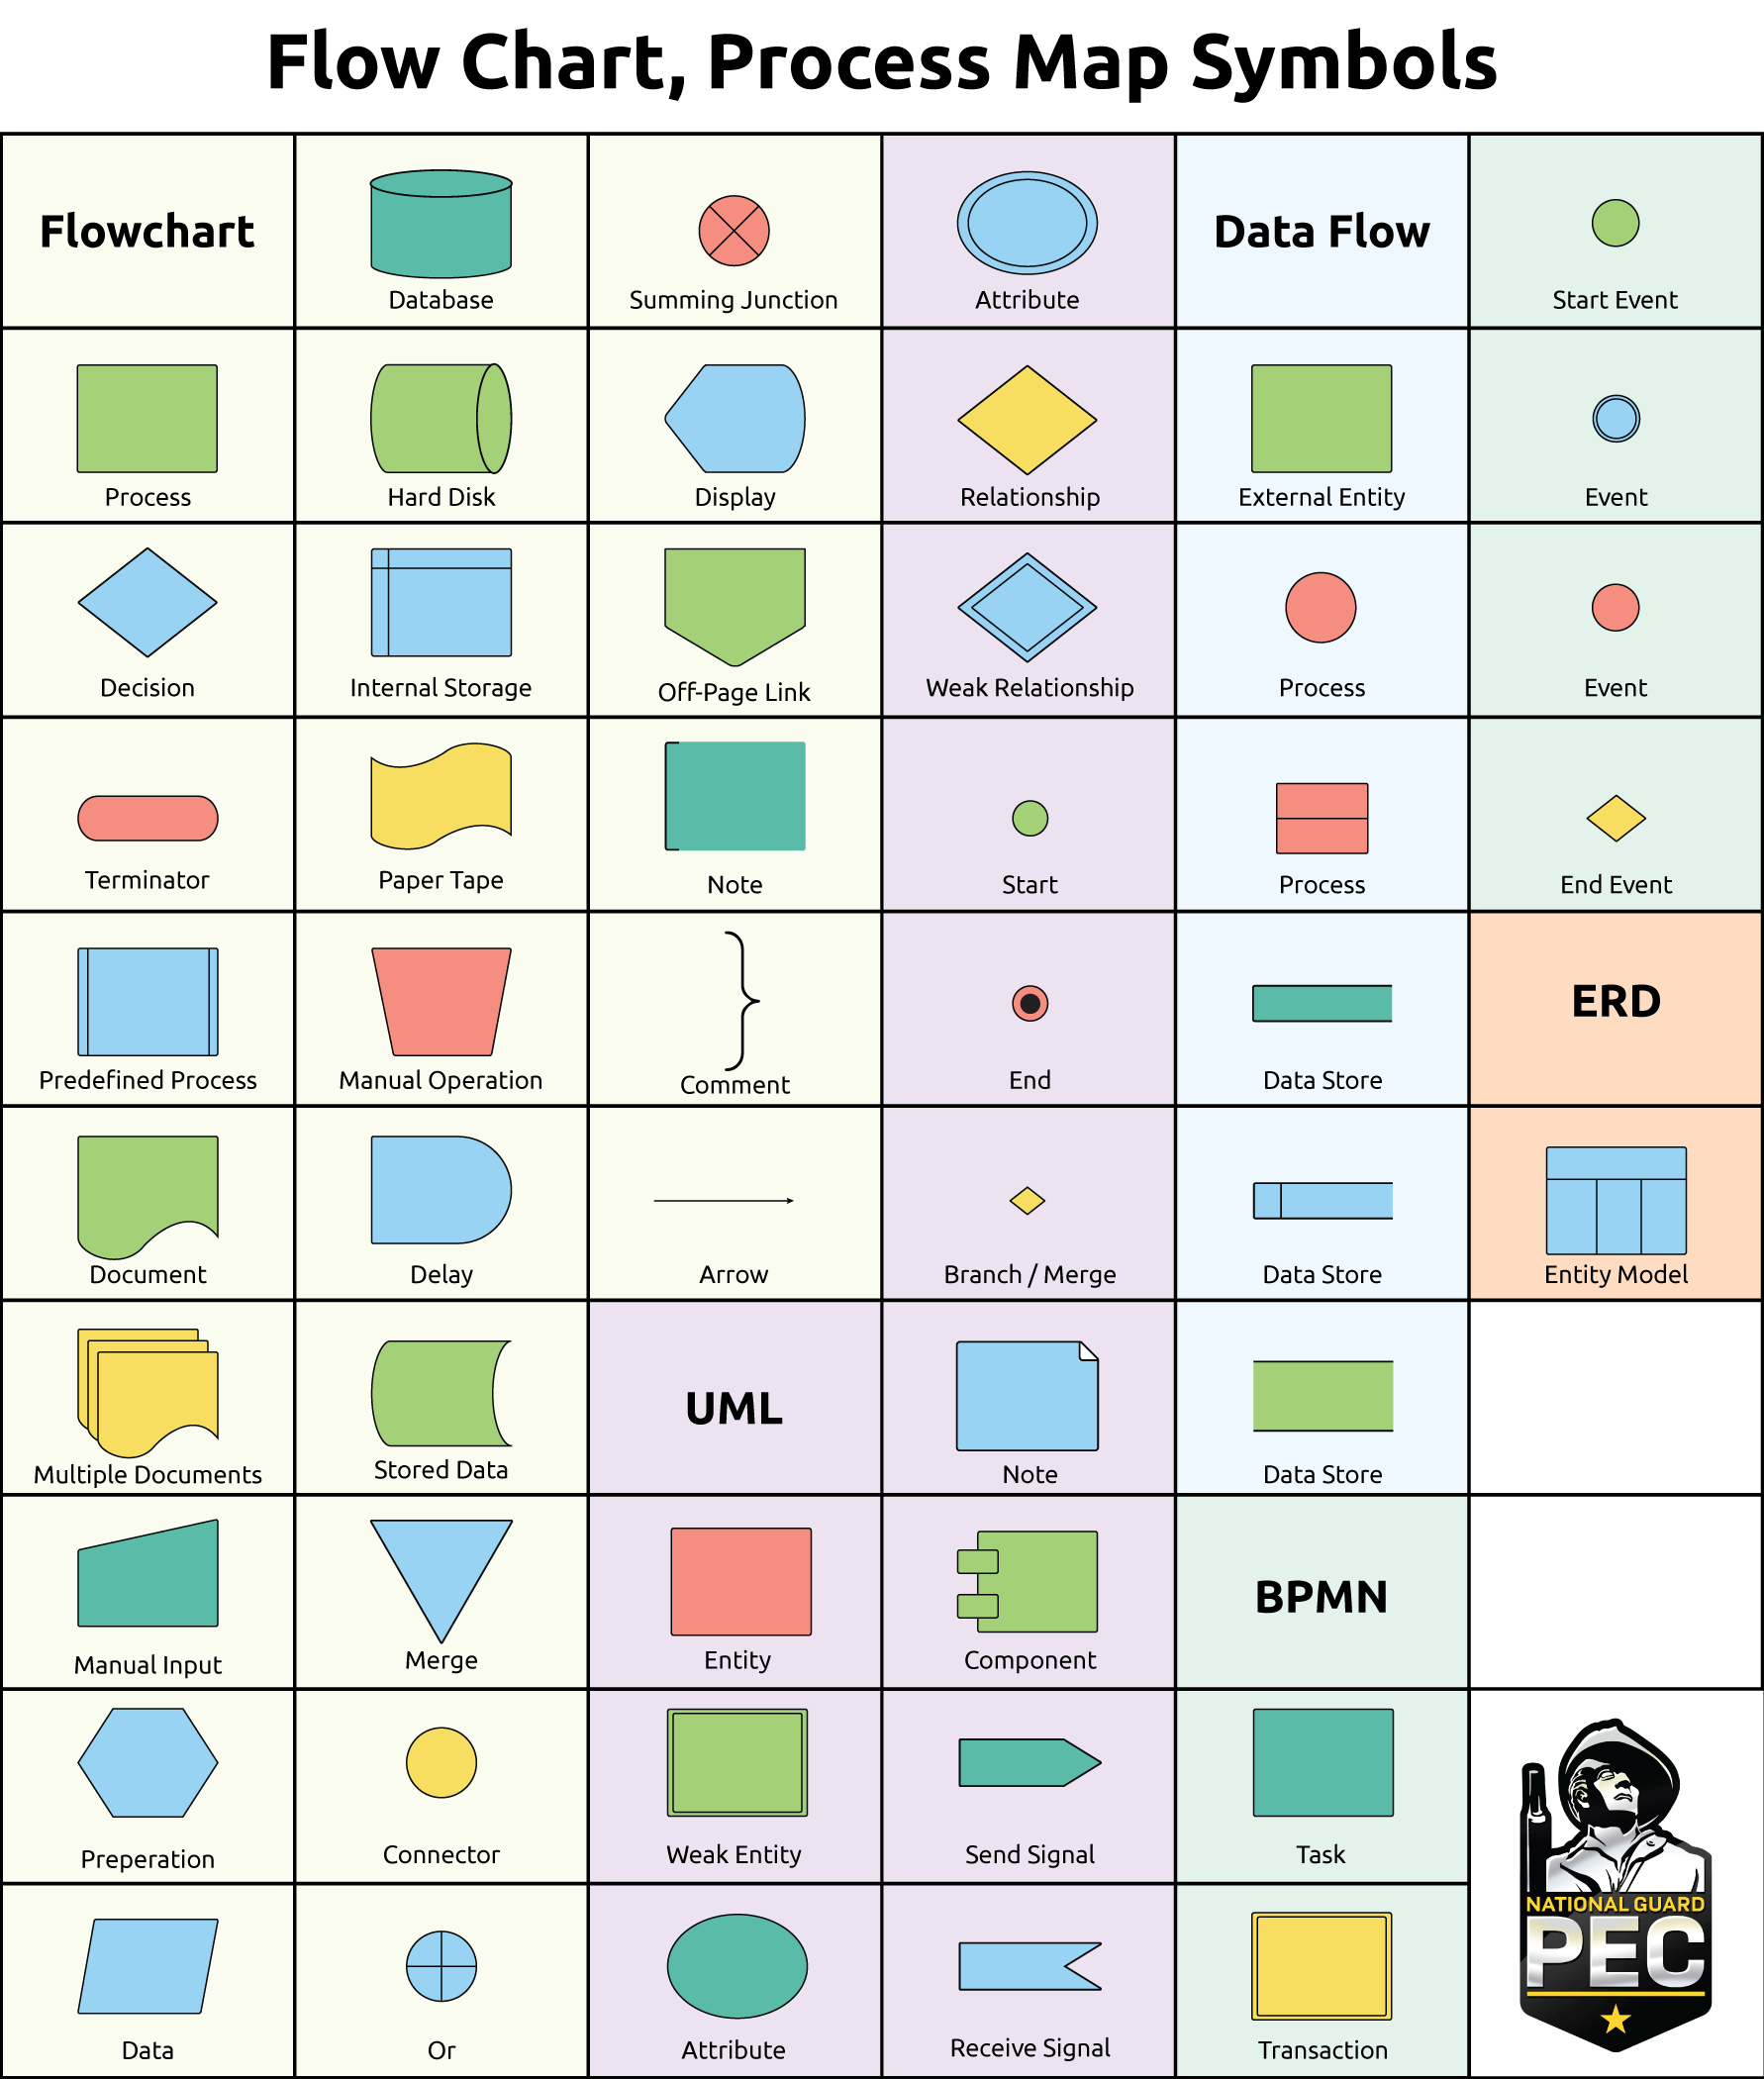 Flow Chart, Process Map Symbols
Flowchart
Database
Summing Junction
Attribute
Data Flow
Start Event
Process
Hard Disk
Display
Relationship
External Entity
Event
Decision
Internal Storage
Off-Page Link
Weak Relationship
Process
Event
Terminator
Paper Tape
Note
Start
Process
End Event
Predefined Process
Manual Operation
Comment
End
Data Store
ERD
Document
Delay
Arrow
Branch / Merge
Data Store
Entity Model
Multiple Documents
Stored Data
UML
Note
Data Store
Manual Input
Merge
Entity
Component
BPMN
Preperation
Connector
Weak Entity
Send Signal
Task
Data
Or
Attribute
Receive Signal
Transaction
NATIONAL GUARD
PEC